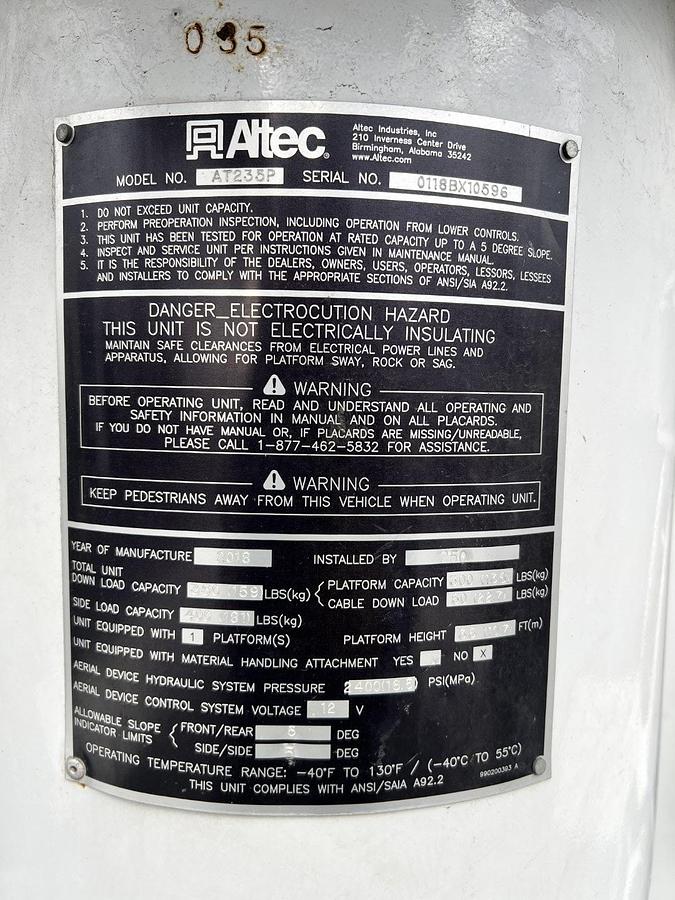 035
Altec
Altec Industries, Inc
210 Inverness Center Drive
Birmingham, Alabama 35242
www.Altec.com
MODEL NO. AT235P SERIAL NO. 0118BX10596
1. DO NOT EXCEED UNIT CAPACITY.
2. PERFORM PREOPERATION INSPECTION, INCLUDING OPERATION FROM LOWER CONTROLS.
3. THIS UNIT HAS BEEN TESTED FOR OPERATION AT RATED CAPACITY UP TO A 5 DEGREE SLOPE.
4. INSPECT AND SERVICE UNIT PER INSTRUCTIONS GIVEN IN MAINTENANCE MANUAL.
5. IT IS THE RESPONSIBILITY OF THE DEALERS, OWNERS, USERS, OPERATORS, LESSORS, LESSEES
AND INSTALLERS TO COMPLY WITH THE APPROPRIATE SECTIONS OF ANSI/SIA A92.2.
DANGER_ELECTROCUTION HAZARD
THIS UNIT IS NOT ELECTRICALLY INSULATING
MAINTAIN SAFE CLEARANCES FROM ELECTRICAL POWER LINES AND
APPARATUS, ALLOWING FOR PLATFORM SWAY, ROCK OR SAG.
WARNING
BEFORE OPERATING UNIT, READ AND UNDERSTAND ALL OPERATING AND
SAFETY INFORMATION IN MANUAL AND ON ALL PLACARDS.
IF YOU DO NOT HAVE MANUAL OR, IF PLACARDS ARE MISSING/UNREADABLE,
PLEASE CALL 1-877-462-5832 FOR ASSISTANCE.
WARNING
KEEP PEDESTRIANS AWAY FROM THIS VEHICLE WHEN OPERATING UNIT.
YEAR OF MANUFACTURE 2018 INSTALLED BY
TOTAL UNIT
DOWN LOAD CAPACITY LBS(kg) PLATFORM CAPACITY LBS(kg)
CABLE DOWN LOAD LBS(kg)
SIDE LOAD CAPACITY 400(181) LBS(kg)
UNIT EQUIPPED WITH 1 PLATFORM(S) PLATFORM HEIGHT FT(m)
UNIT EQUIPPED WITH MATERIAL HANDLING ATTACHMENT YES NO X
AERIAL DEVICE HYDRAULIC SYSTEM PRESSURE PSI(MPa)
AERIAL DEVICE CONTROL SYSTEM VOLTAGE 12 V
ALLOWABLE SLOPE
INDICATOR LIMITS
FRONT/REAR DEG
SIDE/SIDE DEG
OPERATING TEMPERATURE RANGE: -40°F TO 130°F / (-40°C TO 55°C)
THIS UNIT COMPLIES WITH ANSI/SAIA A92.2
990200393 A